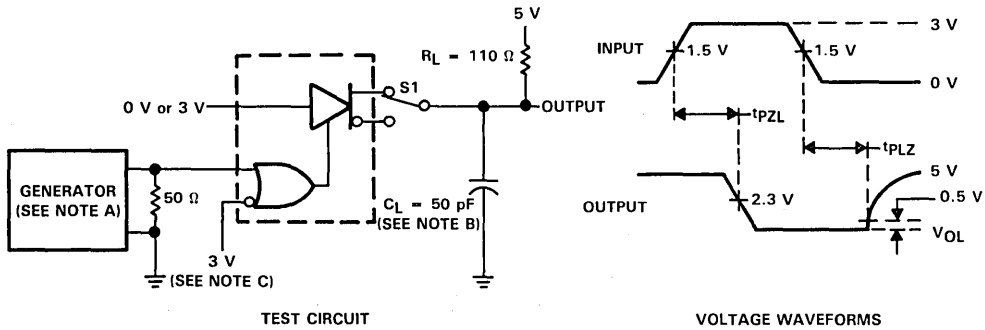 5 V
R_L = 110 Ω
S1
0 V or 3 V
OUTPUT
GENERATOR
(SEE NOTE A)
50 Ω
C_L = 50 pF
(SEE NOTE B)
3 V
(SEE NOTE C)
TEST CIRCUIT
3 V
INPUT
1.5 V
1.5 V
0 V
t_PZL
t_PLZ
5 V
OUTPUT
2.3 V
0.5 V
V_OL
VOLTAGE WAVEFORMS